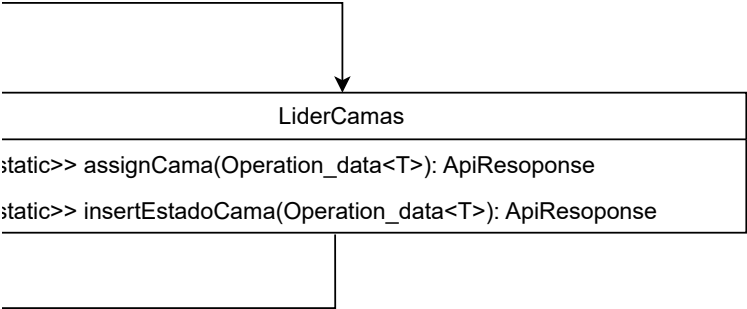 LiderCamas
static>> assignCama(Operation_data<T>): ApiResoponse
static>> insertEstadoCama(Operation_data<T>): ApiResoponse